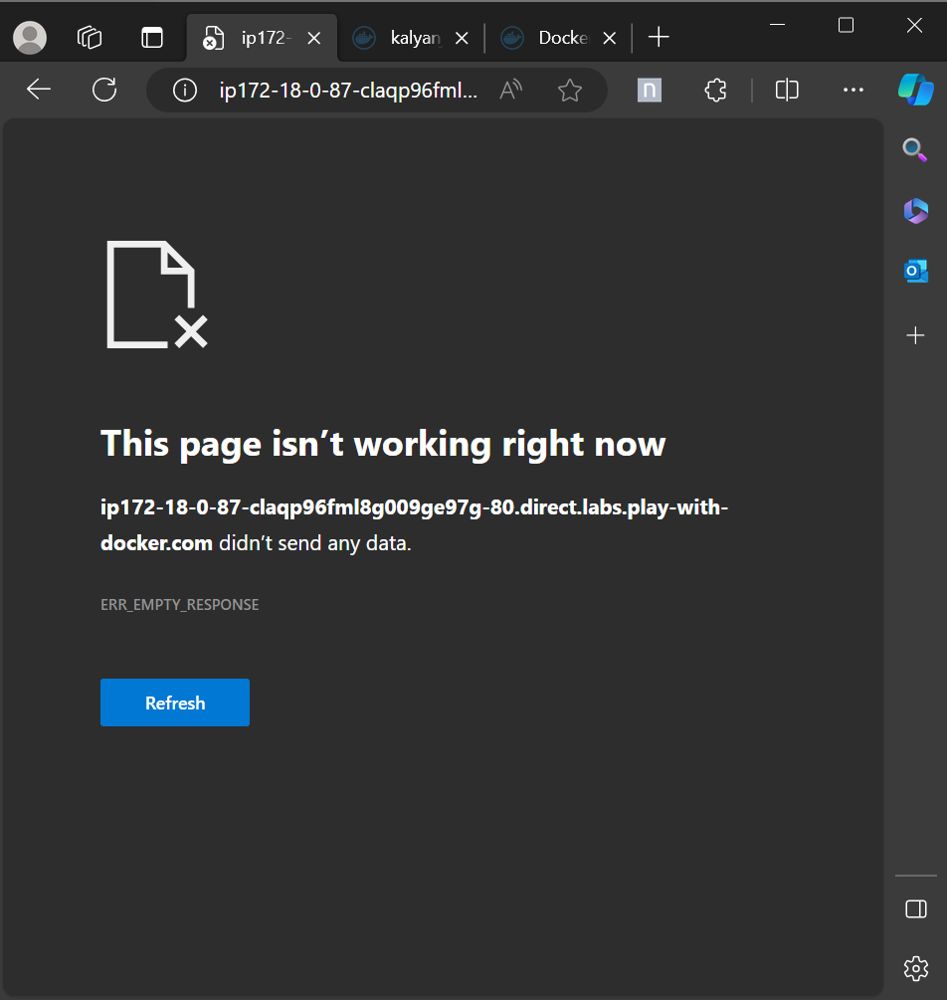 ip172-
kalyan
Docke
ip172-18-0-87-claqp96fml...
n
This page isn’t working right now
ip172-18-0-87-claqp96fml8g009ge97g-80.direct.labs.play-with-
docker.com didn’t send any data.
ERR_EMPTY_RESPONSE
Refresh